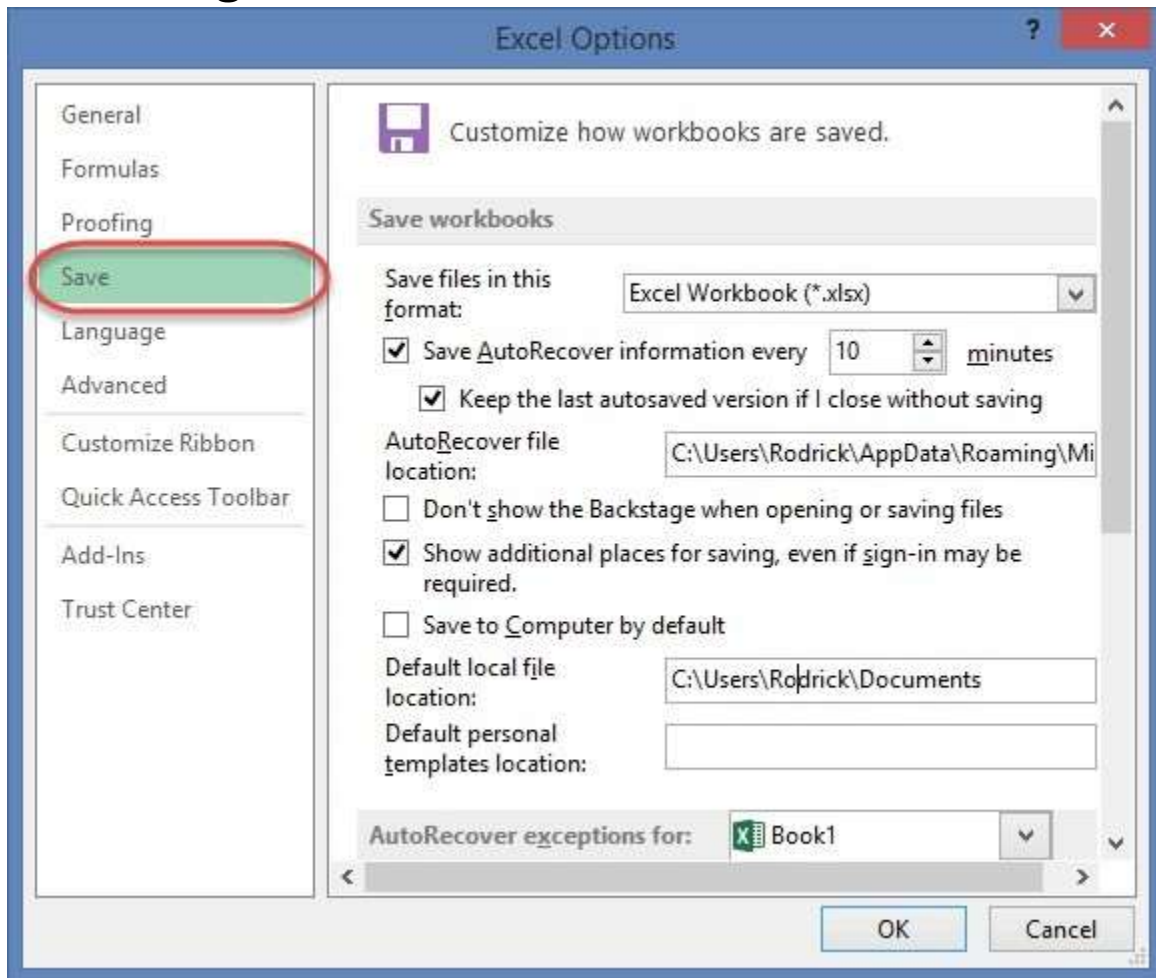 Excel Options
?
General
Formulas
Proofing
Save
Language
Advanced
Customize Ribbon
Quick Access Toolbar
Add-Ins
Trust Center
Customize how workbooks are saved.
Save workbooks
Save files in this
format:
Excel Workbook (*.xlsx)
Save AutoRecover information every 10 minutes
Keep the last autosaved version if I close without saving
AutoRecover file
location:
C:\Users\Rodrick\AppData\Roaming\Mi
Don't show the Backstage when opening or saving files
Show additional places for saving, even if sign-in may be
required.
Save to Computer by default
Default local file
location:
C:\Users\Rodrick\Documents
Default personal
templates location:
AutoRecover exceptions for: Book1
OK Cancel